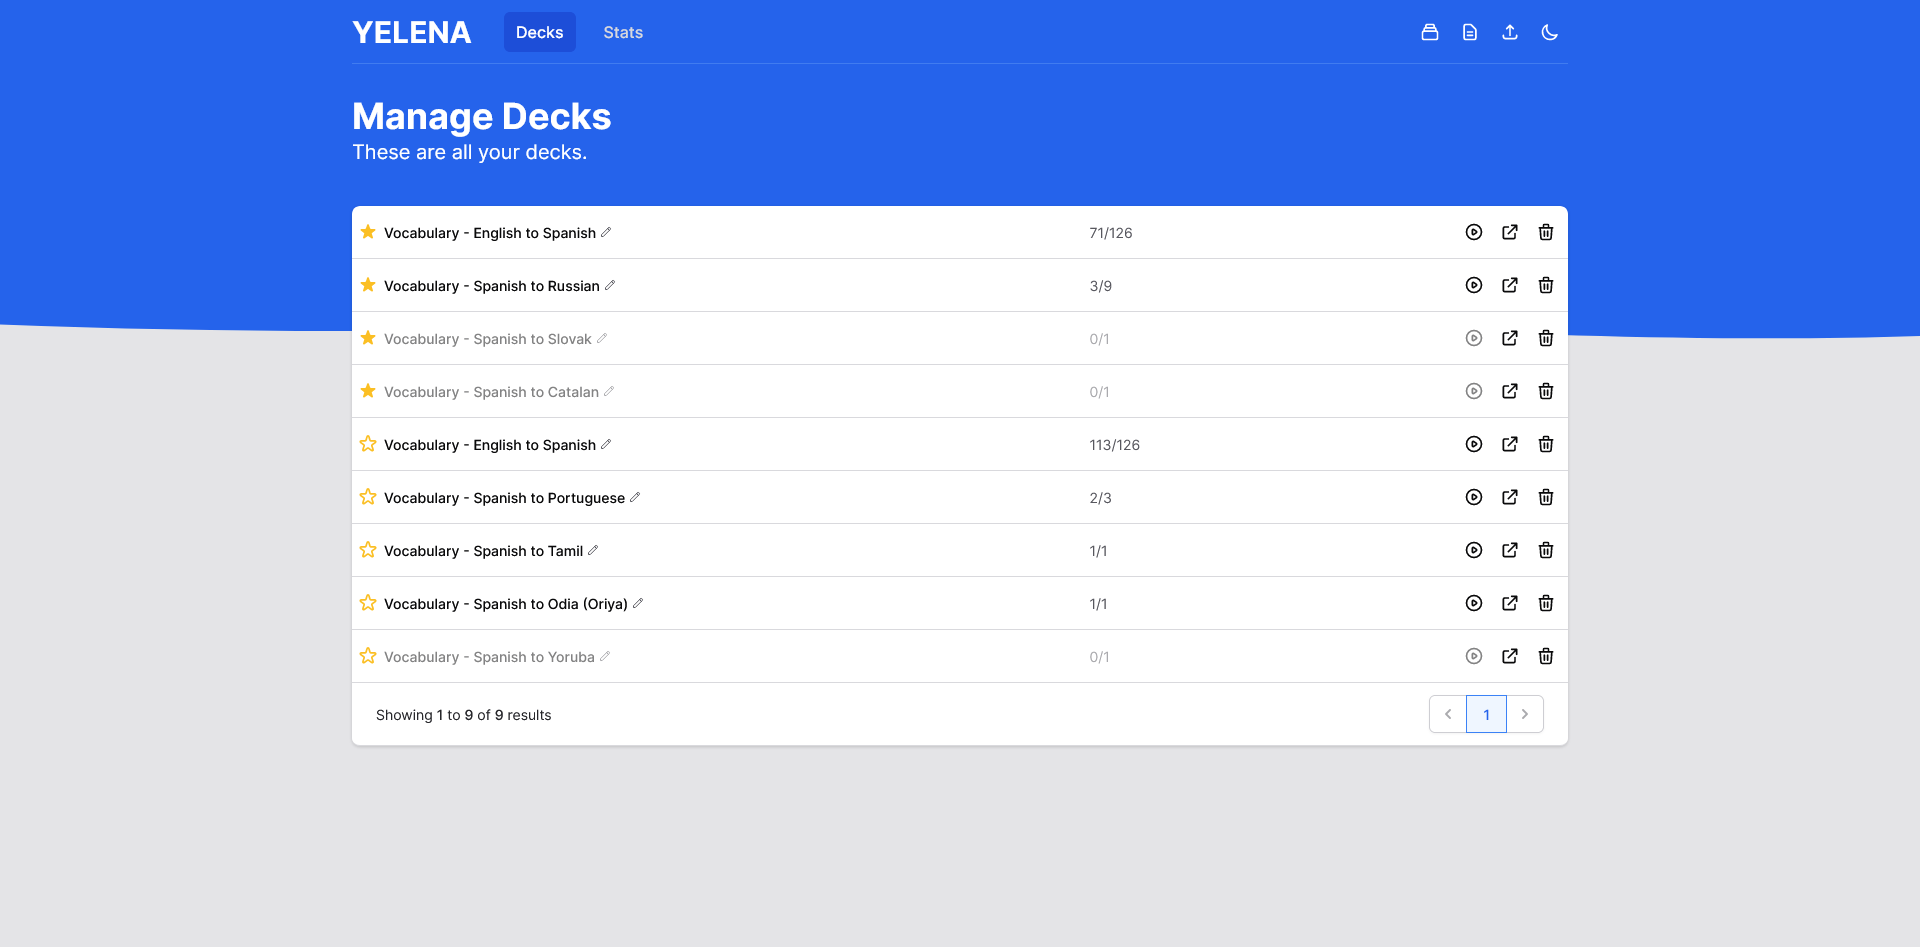 YELENA Decks Stats
Manage Decks
These are all your decks.
Vocabulary - English to Spanish 71/126
Vocabulary - Spanish to Russian 3/9
Vocabulary - Spanish to Slovak 0/1
Vocabulary - Spanish to Catalan 0/1
Vocabulary - English to Spanish 113/126
Vocabulary - Spanish to Portuguese 2/3
Vocabulary - Spanish to Tamil 1/1
Vocabulary - Spanish to Odia (Oriya) 1/1
Vocabulary - Spanish to Yoruba 0/1
Showing 1 to 9 of 9 results 1